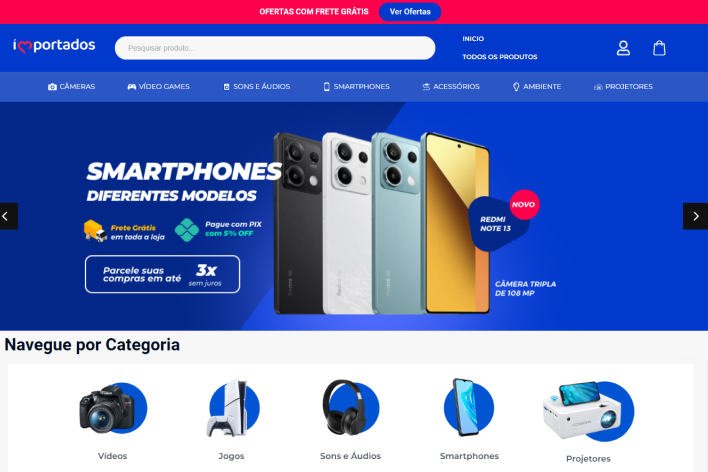 OFERTAS COM FRETE GRÁTIS
Ver Ofertas
importados
Pesquisar produto...
INICIO
TODOS OS PRODUTOS
CÂMERAS
VÍDEO GAMES
SONS E ÁUDIOS
SMARTPHONES
ACESSÓRIOS
AMBIENTE
PROJETORES
SMARTPHONES
DIFERENTES MODELOS
Frete Grátis
em toda a loja
Pague com PIX
com 5% OFF
Parcele suas
compras em até
3x
sem juros
NOVO
REDMI
NOTE 13
CÂMERA TRIPLA
DE 108 MP
Navegue por Categoria
Vídeos
Jogos
Sons e Áudios
Smartphones
Projetores